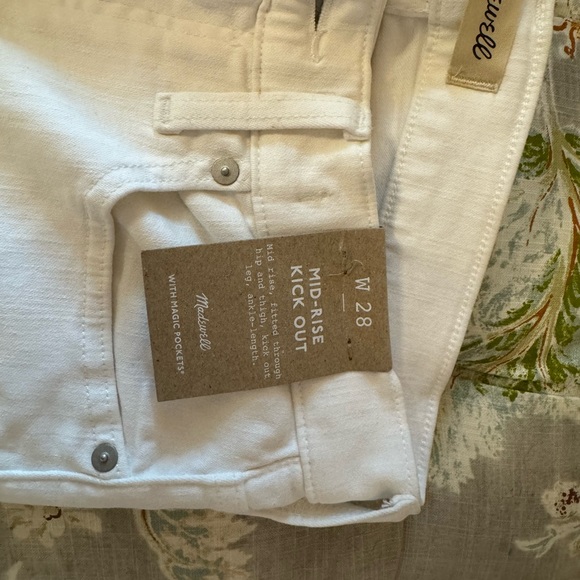 W 28
MID-RISE
KICK OUT
Mid rise, fitted through
hip and thigh, kick out
leg, ankle-length.
Madewell
WITH MAGIC POCKETS!
ewell